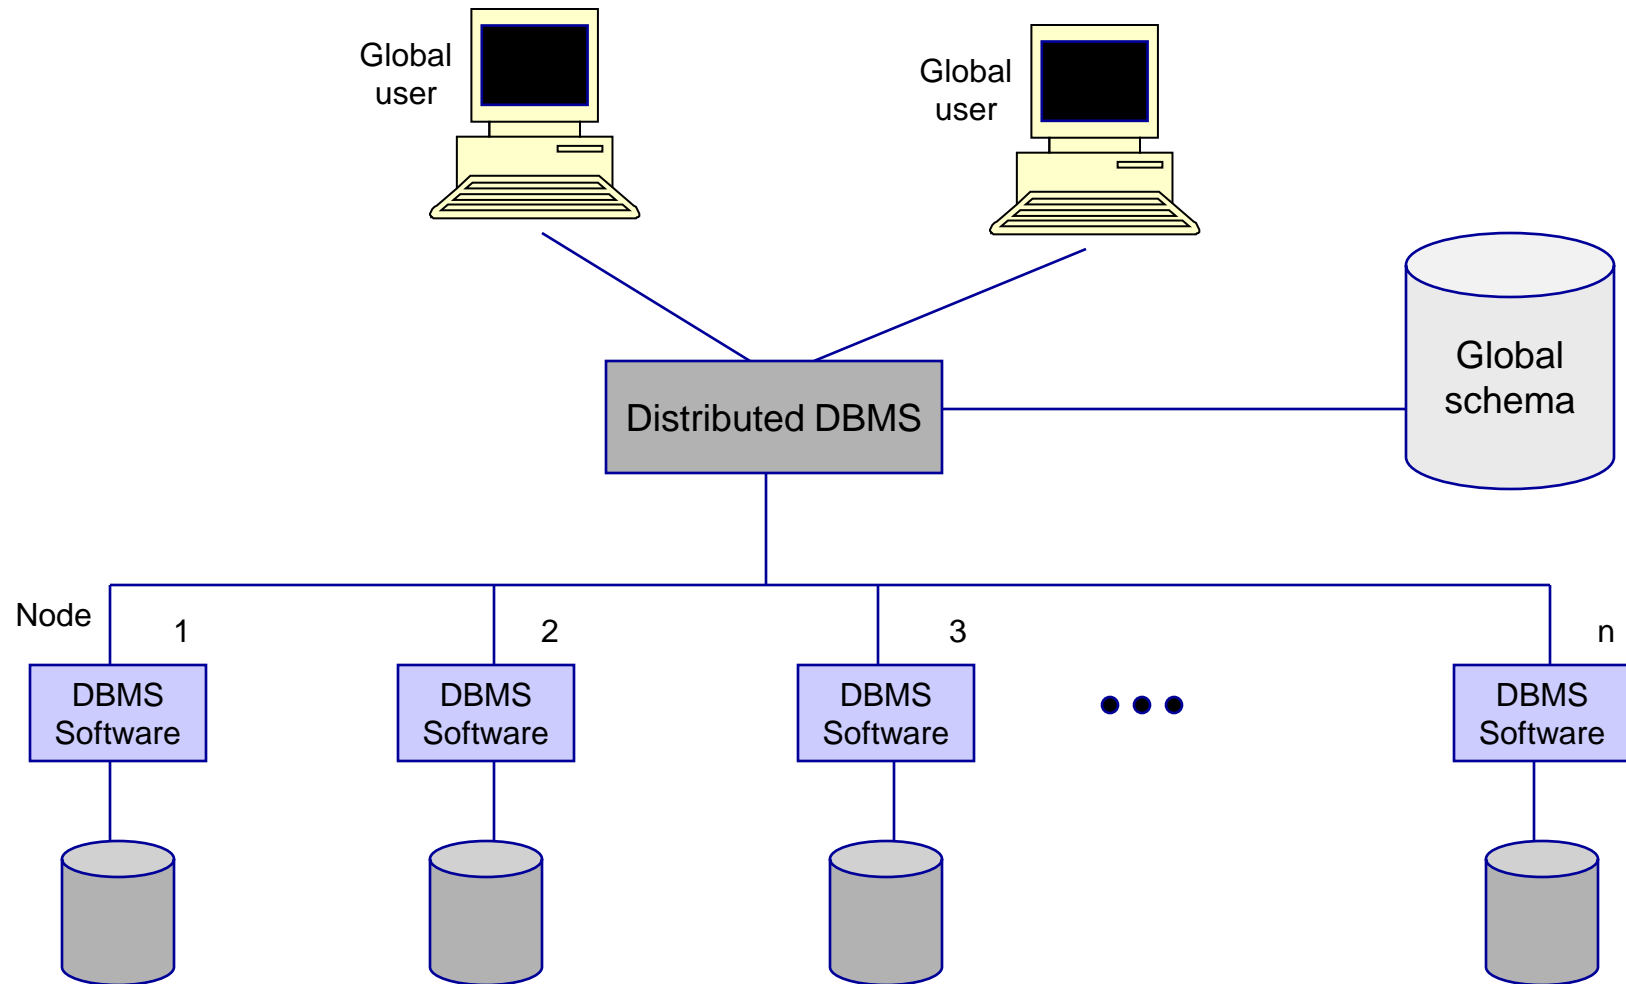 Global
user
Global
user
Global
schema
Distributed DBMS
Node
1
2
3
n
DBMS
Software
DBMS
Software
DBMS
Software
DBMS
Software